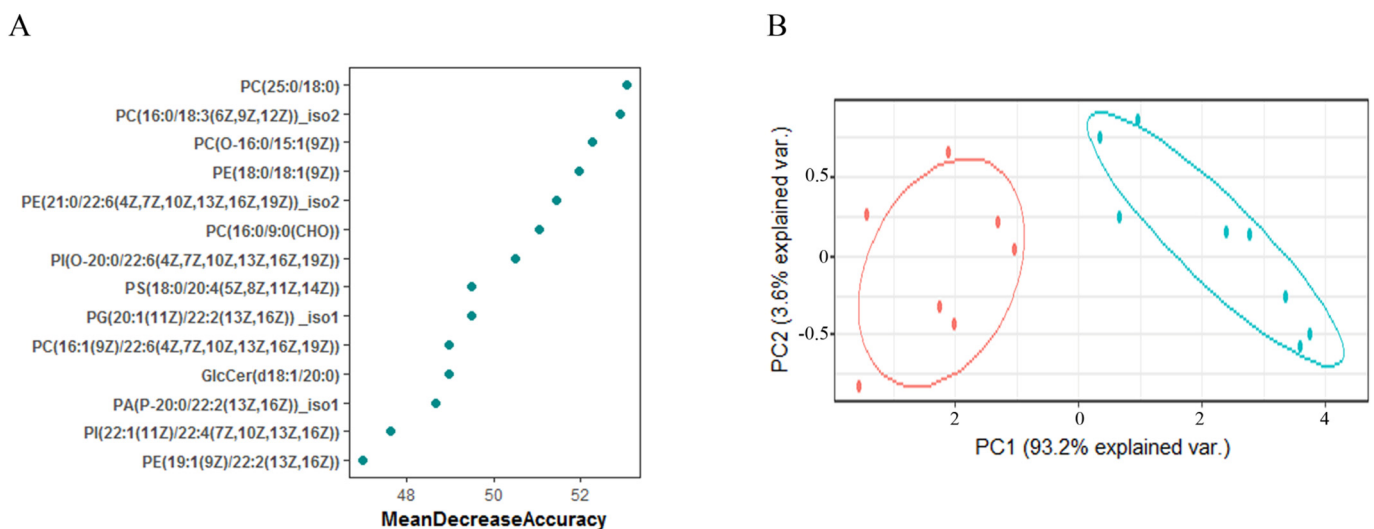 A
PC(25:0/18:0)
PC(16:0/18:3(6Z,9Z,12Z))_iso2
PC(O-16:0/15:1(9Z))
PE(18:0/18:1(9Z))
PE(21:0/22:6(4Z,7Z,10Z,13Z,16Z,19Z))_iso2
PC(16:0/9:0(CHO))
PI(O-20:0/22:6(4Z,7Z,10Z,13Z,16Z,19Z))
PS(18:0/20:4(5Z,8Z,11Z,14Z))
PG(20:1(11Z)/22:2(13Z,16Z)) _iso1
PC(16:1(9Z)/22:6(4Z,7Z,10Z,13Z,16Z,19Z))
GlcCer(d18:1/20:0)
PA(P-20:0/22:2(13Z,16Z))_iso1
PI(22:1(11Z)/22:4(7Z,10Z,13Z,16Z))
PE(19:1(9Z)/22:2(13Z,16Z))
48 50 52
MeanDecreaseAccuracy
B
PC2 (3.6% explained var.)
0.5
0
-0.5
2 0 2 4
PC1 (93.2% explained var.)